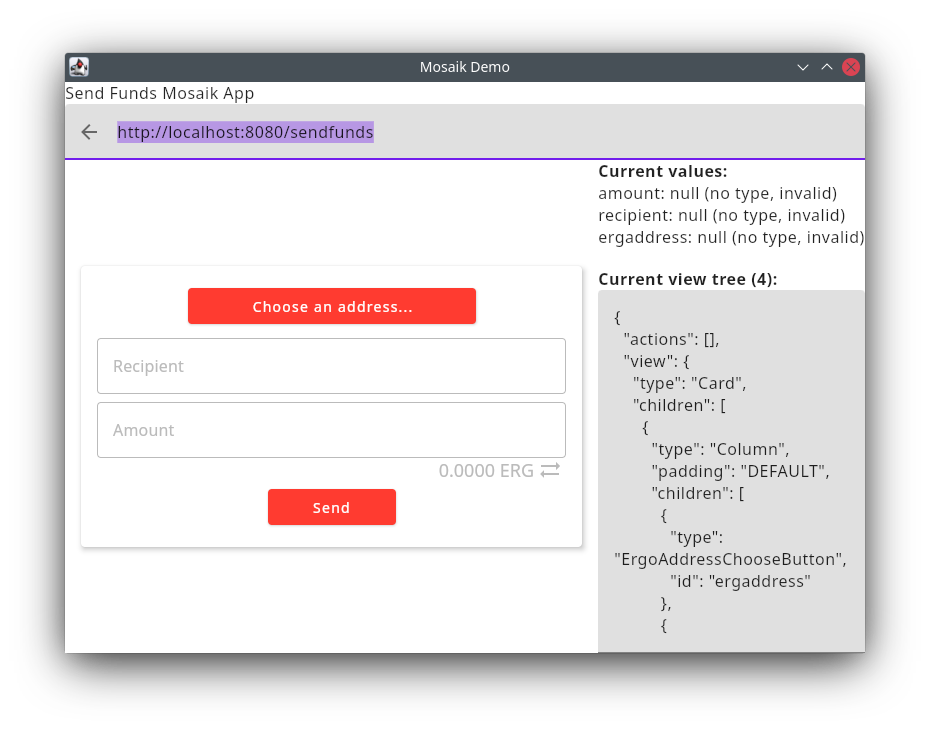 Mosaik Demo
Send Funds Mosaik App
http://localhost:8080/sendfunds
Choose an address...
Recipient
Amount
0.0000 ERG
Send
Current values:
amount: null (no type, invalid)
recipient: null (no type, invalid)
ergaddress: null (no type, invalid)
Current view tree (4):
{
"actions": [],
"view": {
"type": "Card",
"children": [
{
"type": "Column",
"padding": "DEFAULT",
"children": [
{
"type":
"ErgoAddressChooseButton",
"id": "ergaddress"
},
{